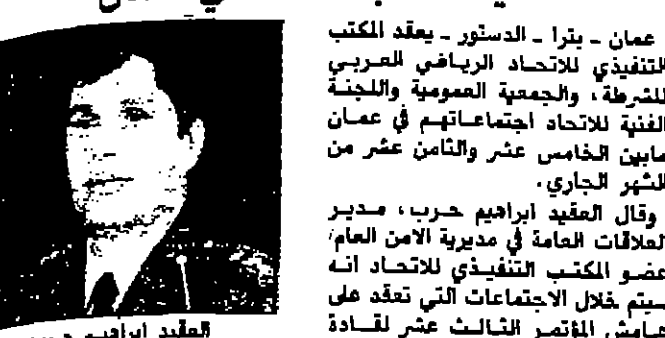 عمان - بترا - الدستور - يعقد المكتب
التنفيذي للاتحاد الرياضي العربي
للشرطة، والجمعية العمومية واللجنة
الفنية للاتحاد اجتماعاتهم في عمان
مابين الخامس عشر والثامن عشر من
الشهر الجاري.
وقال العقيد ابراهيم حرب، مدير
العلاقات العامة في مديرية الامن العام،
عضو المكتب التنفيذي للاتحاد انه
سيتم خلال الاجتماعات التي تعقد على
هامش المؤتمر الثالث عشر لقادة
العقيد ابراهيم